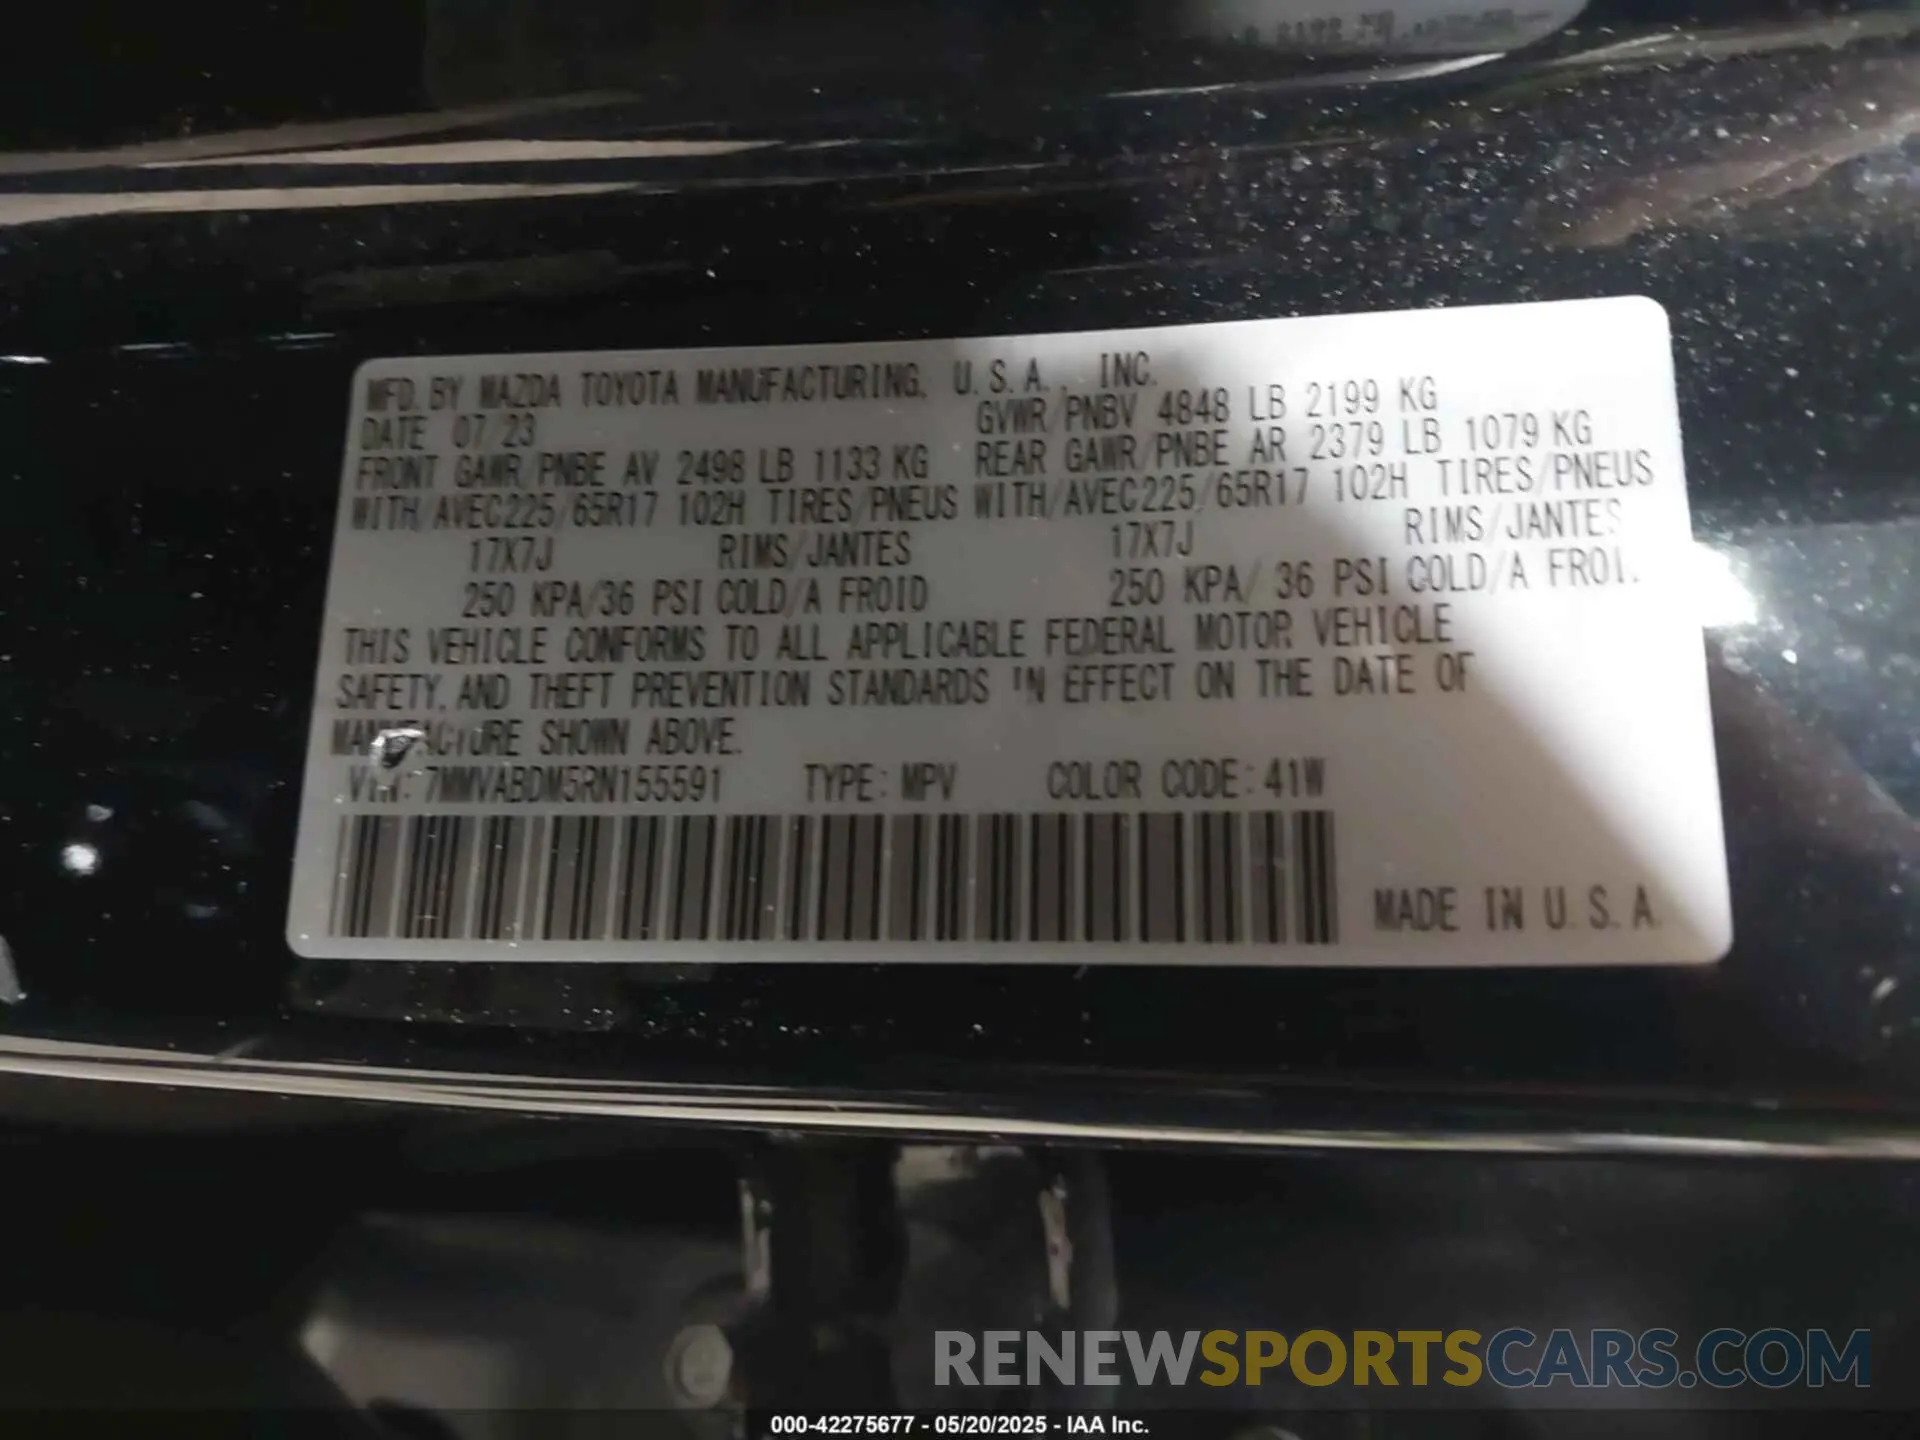 MFD. BY MAZDA TOYOTA MANUFACTURING, U.S.A., INC.
DATE 07/23 GVWR/PNBV 4848 LB 2199 KG
FRONT GAWR/PNBE AV 2498 LB 1133 KG REAR GAWR/PNBE AR 2379 LB 1079 KG
WITH/AVEC225/65R17 102H TIRES/PNEUS WITH/AVEC225/65R17 102H TIRES/PNEUS
17X7J RIMS/JANTES 17X7J RIMS/JANTES
250 KPA/36 PSI COLD/A FROID 250 KPA/ 36 PSI COLD/A FROID
THIS VEHICLE CONFORMS TO ALL APPLICABLE FEDERAL MOTOR VEHICLE
SAFETY, AND THEFT PREVENTION STANDARDS IN EFFECT ON THE DATE OF
MANUFACTURE SHOWN ABOVE.
VIN: 7MMVABDM5RN155591 TYPE: MPV COLOR CODE: 41W
MADE IN U.S.A.
RENEWSPORTSCARS.COM
000-42275677 - 05/20/2025 - IAA Inc.